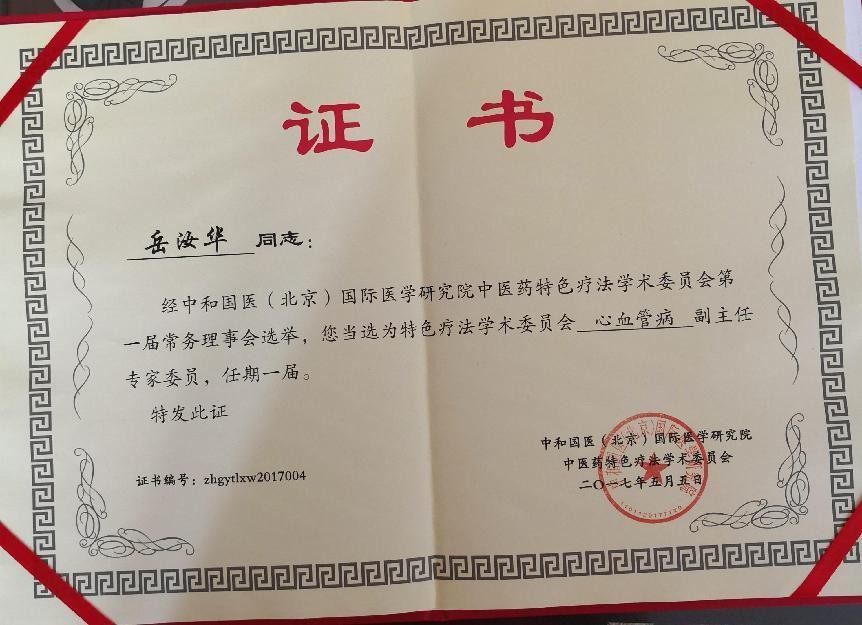 证书
岳汝华 同志：
经中和国医（北京）国际医学研究院中医药特色疗法学术委员会第
一届常务理事会选举，您当选为特色疗法学术委员会 心血管病 副主任
专家委员，任期一届。
特发此证
中和国医（北京）国际医学研究院
中医药特色疗法学术委员会
二〇一七年五月五日
证书编号：zhgytlxw2017004